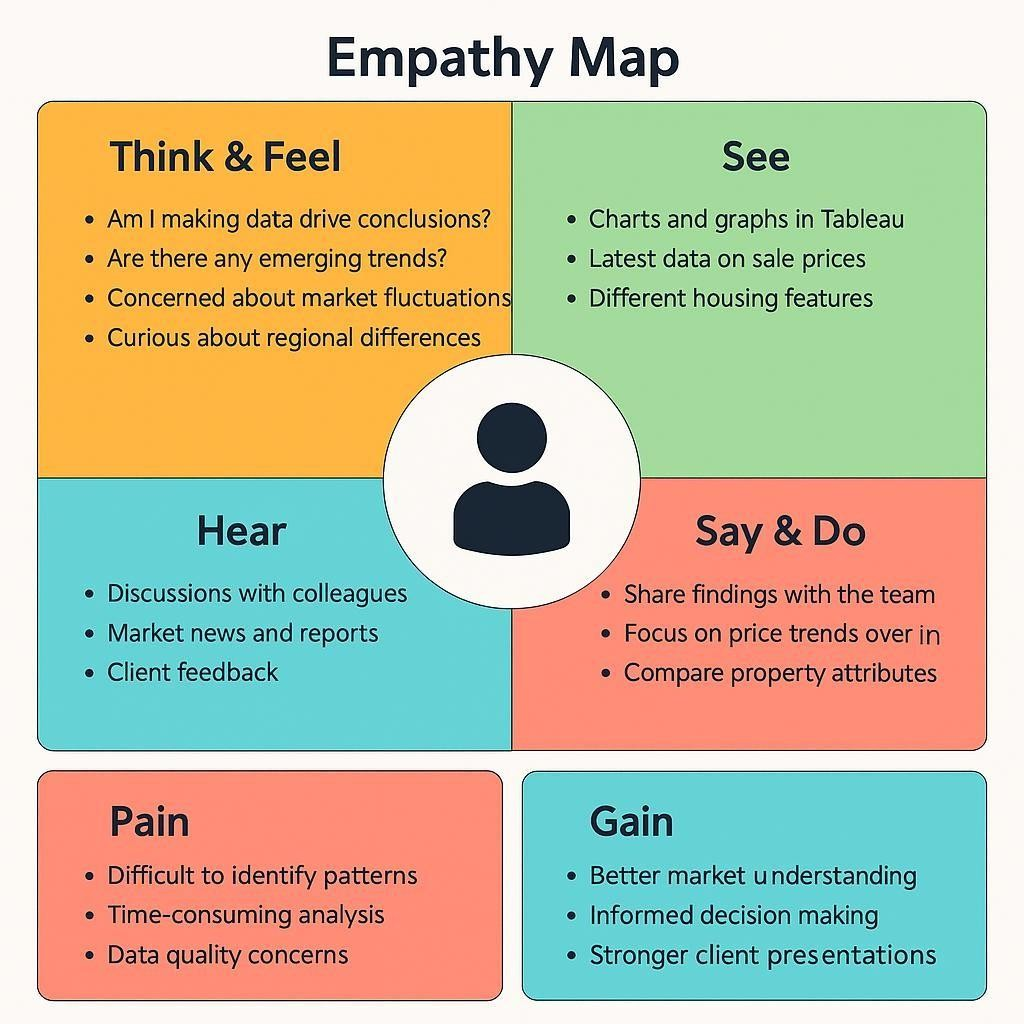 Empathy Map
Think & Feel
• Am I making data drive conclusions?
• Are there any emerging trends?
• Concerned about market fluctuations
• Curious about regional differences
See
• Charts and graphs in Tableau
• Latest data on sale prices
• Different housing features
Hear
• Discussions with colleagues
• Market news and reports
• Client feedback
Say & Do
• Share findings with the team
• Focus on price trends over in
• Compare property attributes
Pain
• Difficult to identify patterns
• Time-consuming analysis
• Data quality concerns
Gain
• Better market understanding
• Informed decision making
• Stronger client presentations